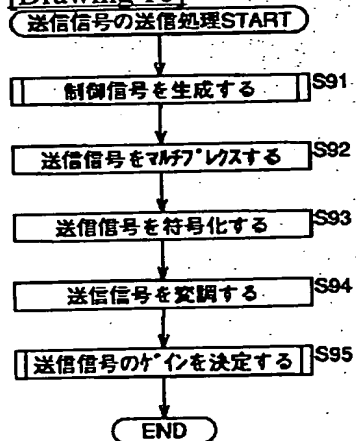 [Drawing 10]
送信信号の送信処理START
制御信号を生成する S91
送信信号をマルチプレクスする S92
送信信号を符号化する S93
送信信号を変調する S94
送信信号のゲインを決定する S95
END